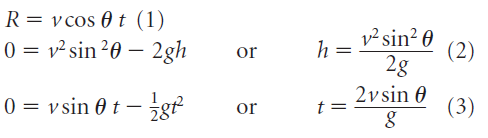 R = v cos θ t (1)
0 = v² sin ²θ − 2gh or h = v² sin² θ / 2g (2)
0 = v sin θ t − ½gt² or t = 2v sin θ / g (3)